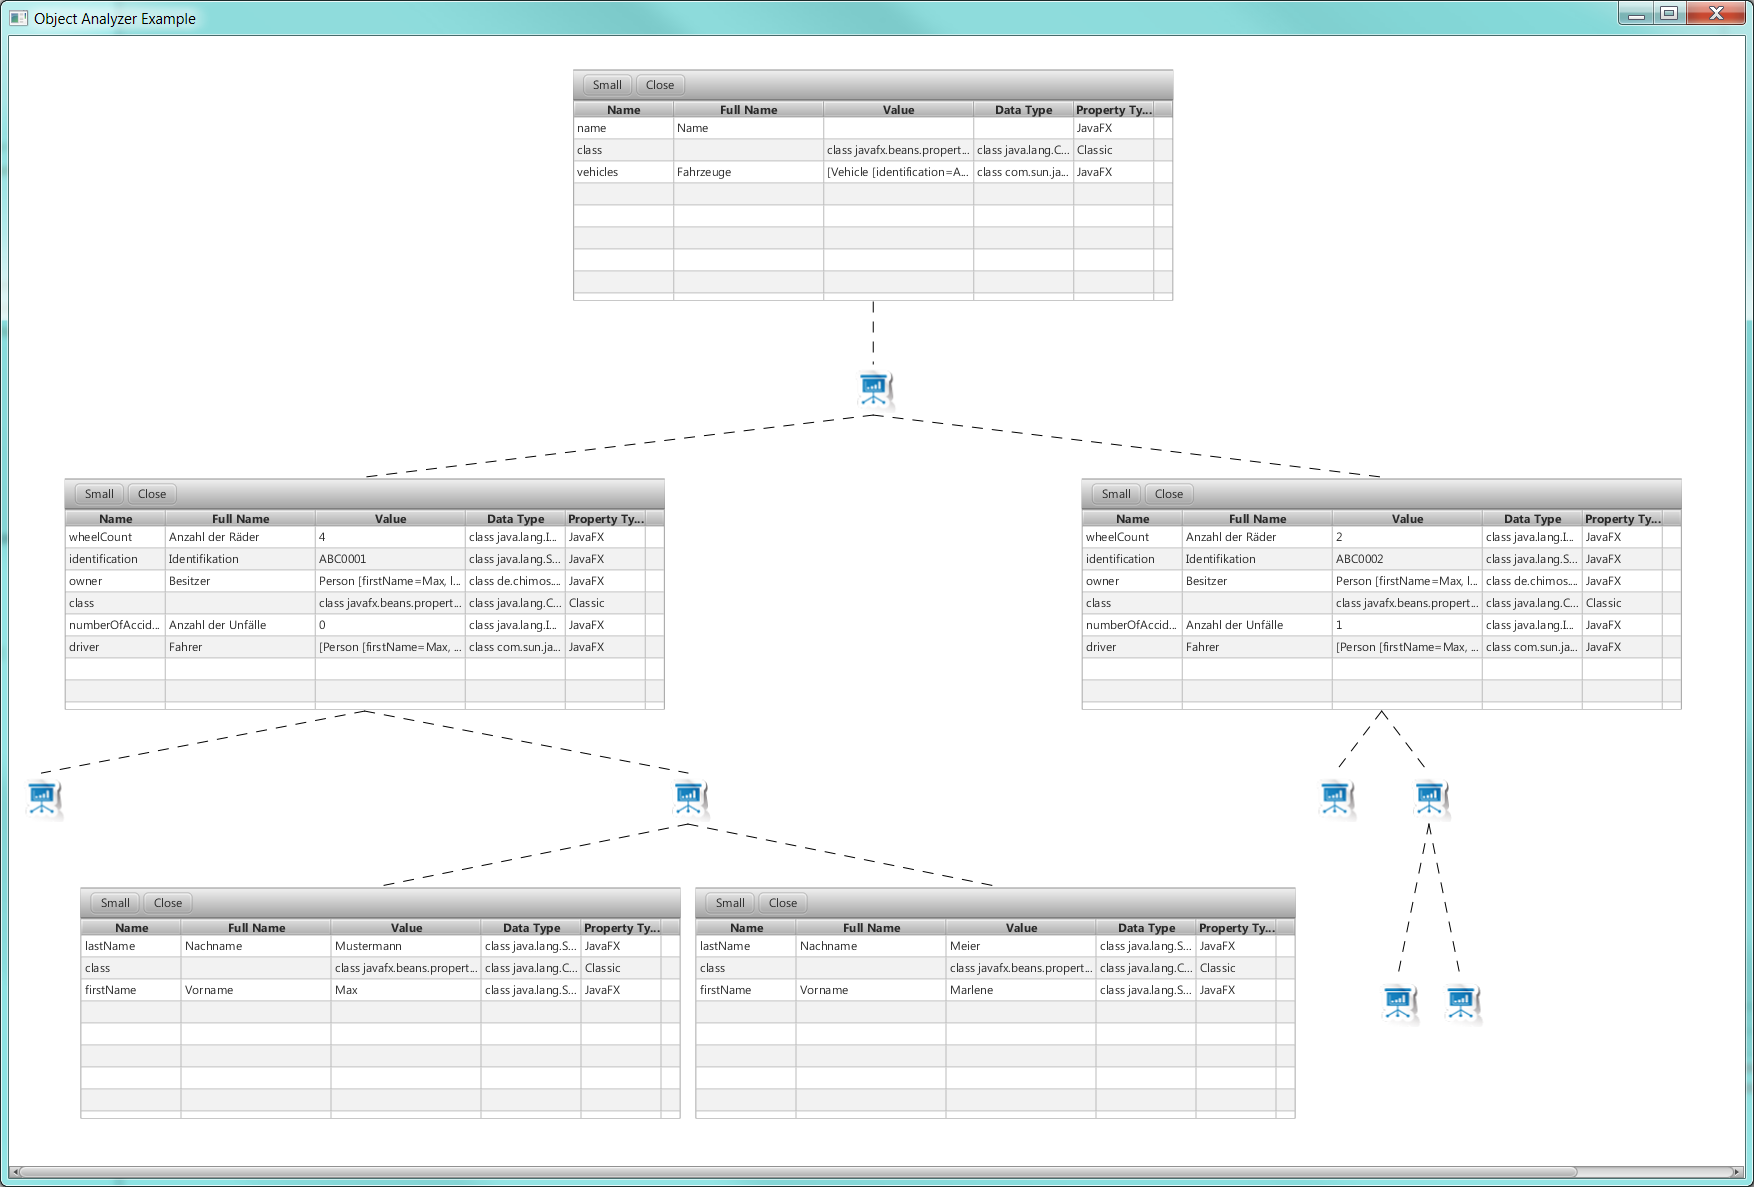 Object Analyzer Example
Small Close
Name Full Name Value Data Type Property Ty...
name Name JavaFX
class class javafx.beans.propert... class java.lang.C... Classic
vehicles Fahrzeuge [Vehicle [identification=A... class com.sun.ja... JavaFX
Small Close
Name Full Name Value Data Type Property Ty...
wheelCount Anzahl der Räder 4 class java.lang.I... JavaFX
identification Identifikation ABC0001 class java.lang.S... JavaFX
owner Besitzer Person [firstName=Max, l... class de.chimos.... JavaFX
class class javafx.beans.propert... class java.lang.C... Classic
numberOfAccid... Anzahl der Unfälle 0 class java.lang.I... JavaFX
driver Fahrer [Person [firstName=Max, ... class com.sun.ja... JavaFX
Small Close
Name Full Name Value Data Type Property Ty...
wheelCount Anzahl der Räder 2 class java.lang.I... JavaFX
identification Identifikation ABC0002 class java.lang.S... JavaFX
owner Besitzer Person [firstName=Max, l... class de.chimos.... JavaFX
class class javafx.beans.propert... class java.lang.C... Classic
numberOfAccid... Anzahl der Unfälle 1 class java.lang.I... JavaFX
driver Fahrer [Person [firstName=Max, ... class com.sun.ja... JavaFX
Small Close
Name Full Name Value Data Type Property Ty...
lastName Nachname Mustermann class java.lang.S... JavaFX
class class javafx.beans.propert... class java.lang.C... Classic
firstName Vorname Max class java.lang.S... JavaFX
Small Close
Name Full Name Value Data Type Property Ty...
lastName Nachname Meier class java.lang.S... JavaFX
class class javafx.beans.propert... class java.lang.C... Classic
firstName Vorname Marlene class java.lang.S... JavaFX